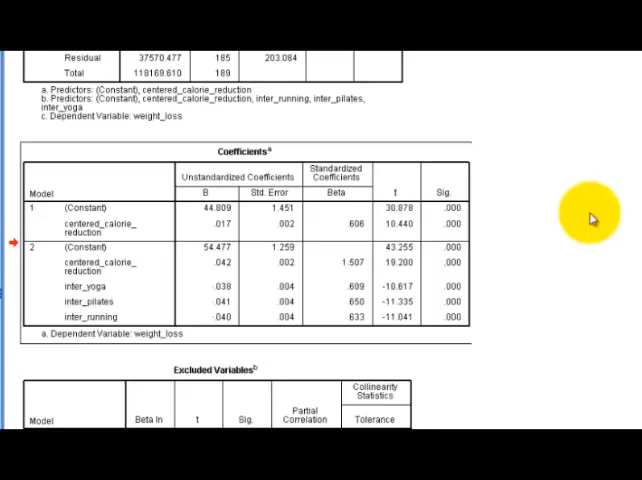 Residual 37570.477 185 203.084
Total 118169.610 189
a. Predictors: (Constant), centered_calorie_reduction
b. Predictors: (Constant), centered_calorie_reduction, inter_running, inter_pilates,
inter_yoga
c. Dependent Variable: weight_loss
Coefficientsa
Model Unstandardized Coefficients Standardized Coefficients t Sig.
B Std. Error Beta
1 (Constant) 44.809 1.451 30.878 .000
centered_calorie_ .017 .002 .606 10.440 .000
reduction
2 (Constant) 54.477 1.259 43.255 .000
centered_calorie_ .042 .002 1.507 19.200 .000
reduction
inter_yoga -.038 .004 .609 -10.617 .000
inter_pilates -.041 .004 .650 -11.335 .000
inter_running -.040 .004 .633 -11.041 .000
a. Dependent Variable: weight_loss
Excluded Variablesb
Model Beta In t Sig. Partial Correlation Collinearity Statistics
Tolerance